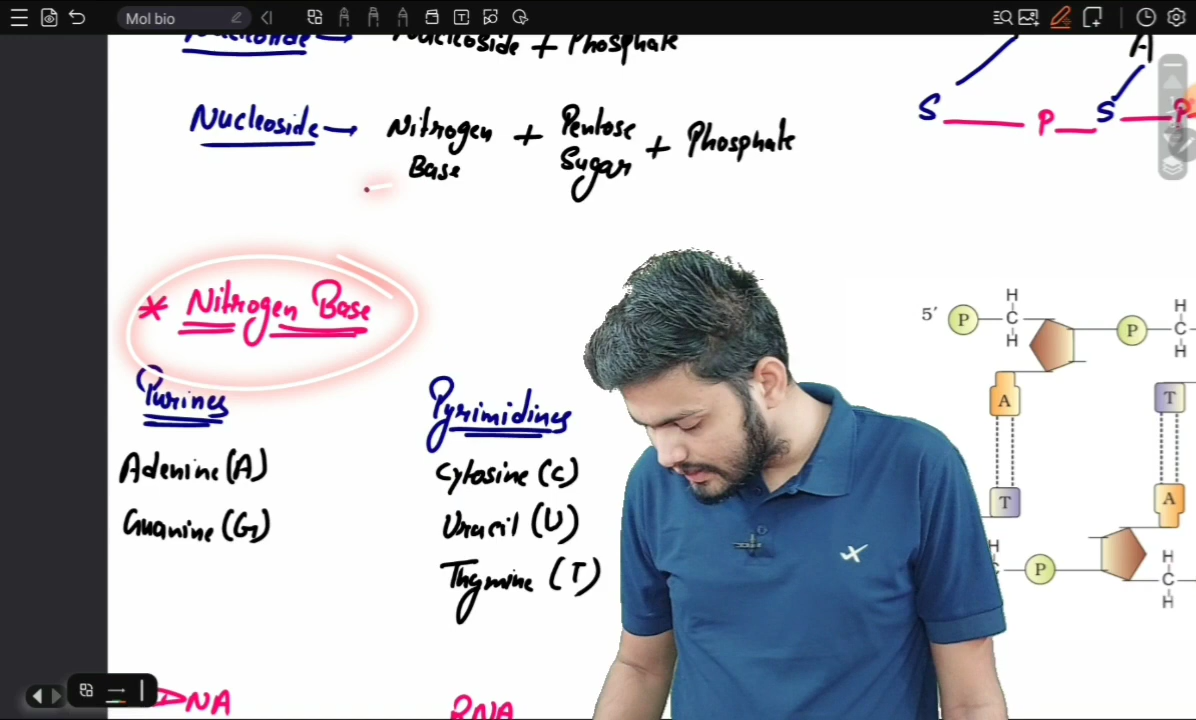 Mol bio
Nucleotide → Nucleoside + Phosphate
Nucleoside → Nitrogen Base + Pentose Sugar + Phosphate
A
S P S P
* Nitrogen Base
Purines
Adenine (A)
Guanine (G)
Pyrimidines
Cytosine (C)
Uracil (U)
Thymine (T)
DNA
RNA
5' P
H
C
H
P
H
C
H
A
T
T
A
H
C
P
H
C
H